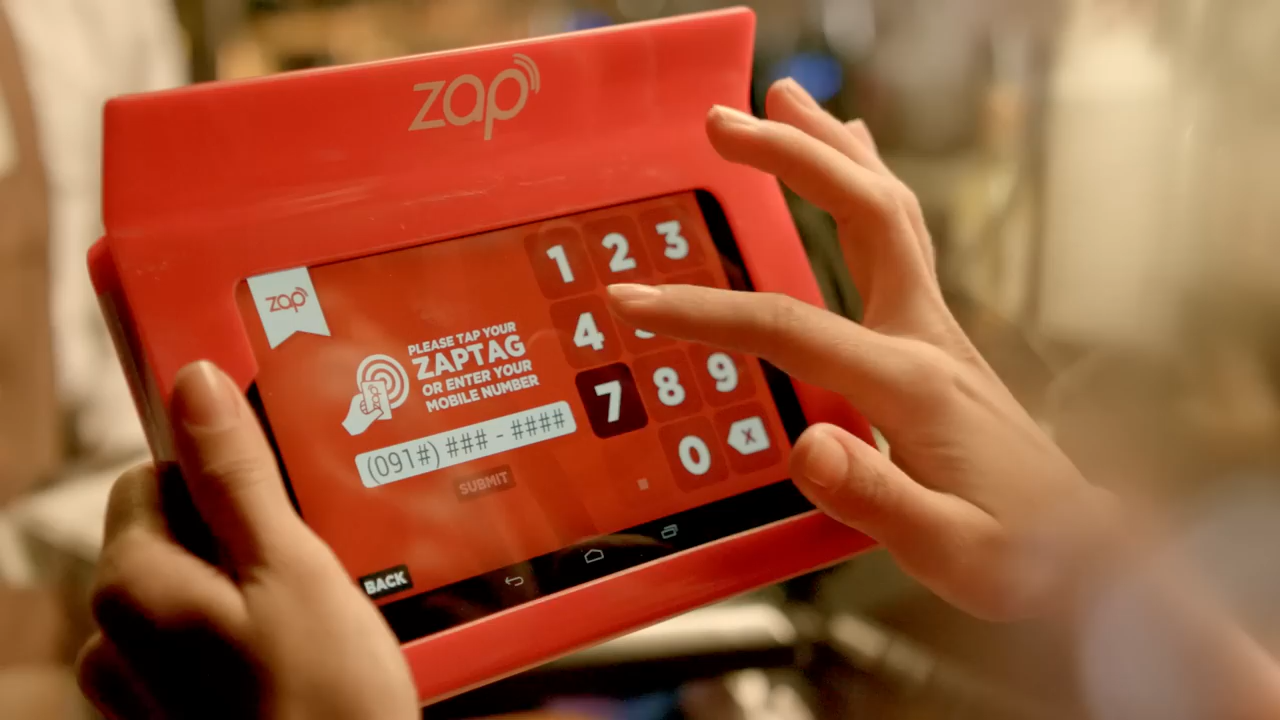 zap
zap
PLEASE TAP YOUR
ZAPTAG
OR ENTER YOUR
MOBILE NUMBER
zap
(091#) ### - ####
SUBMIT
BACK
1 2 3
4
7 8 9
0 X